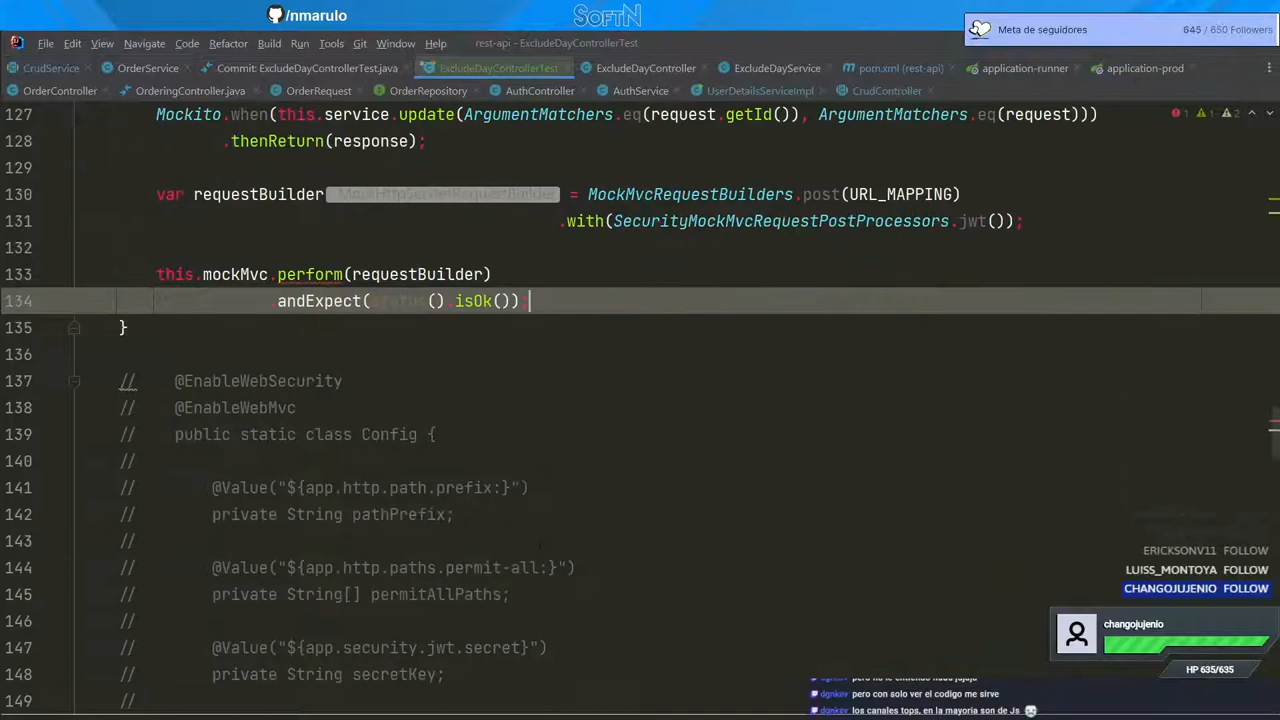 /nmarulo
SOFTN
Meta de seguidores
645 / 650 Followers
File Edit View Navigate Code Refactor Build Run Tools Git Window Help rest-api - ExcludeDayControllerTest
CrudService OrderService Commit: ExcludeDayControllerTest.java ExcludeDayControllerTest ExcludeDayController ExcludeDayService pom.xml (rest-api) application-runner application-prod
OrderController OrderingController.java OrderRequest OrderRepository AuthController AuthService UserDetailsServiceImpl CrudController
127 Mockito.when(this.service.update(ArgumentMatchers.eq(request.getId()), ArgumentMatchers.eq(request)))
1 1 2
128 .thenReturn(response);
129
130 var requestBuilder MockHttpServletRequestBuilder = MockMvcRequestBuilders.post(URL_MAPPING)
131 .with(SecurityMockMvcRequestPostProcessors.jwt());
132
133 this.mockMvc.perform(requestBuilder)
134 .andExpect( ().isOk());
135 }
136
137 // @EnableWebSecurity
138 // @EnableWebMvc
139 // public static class Config {
140 //
141 // @Value("${app.http.path.prefix:}")
142 // private String pathPrefix;
143 //
144 // @Value("${app.http.paths.permit-all:}")
145 // private String[] permitAllPaths;
146 //
147 // @Value("${app.security.jwt.secret}")
148 // private String secretKey;
149 //
ERICKSONV11 FOLLOW
LUISS_MONTOYA FOLLOW
CHANGOJUJENIO FOLLOW
changojujenio
HP 635/635
dgnkev pero con solo ver el codigo me sirve
dgnkev los canales tops, en la mayoria son de Js